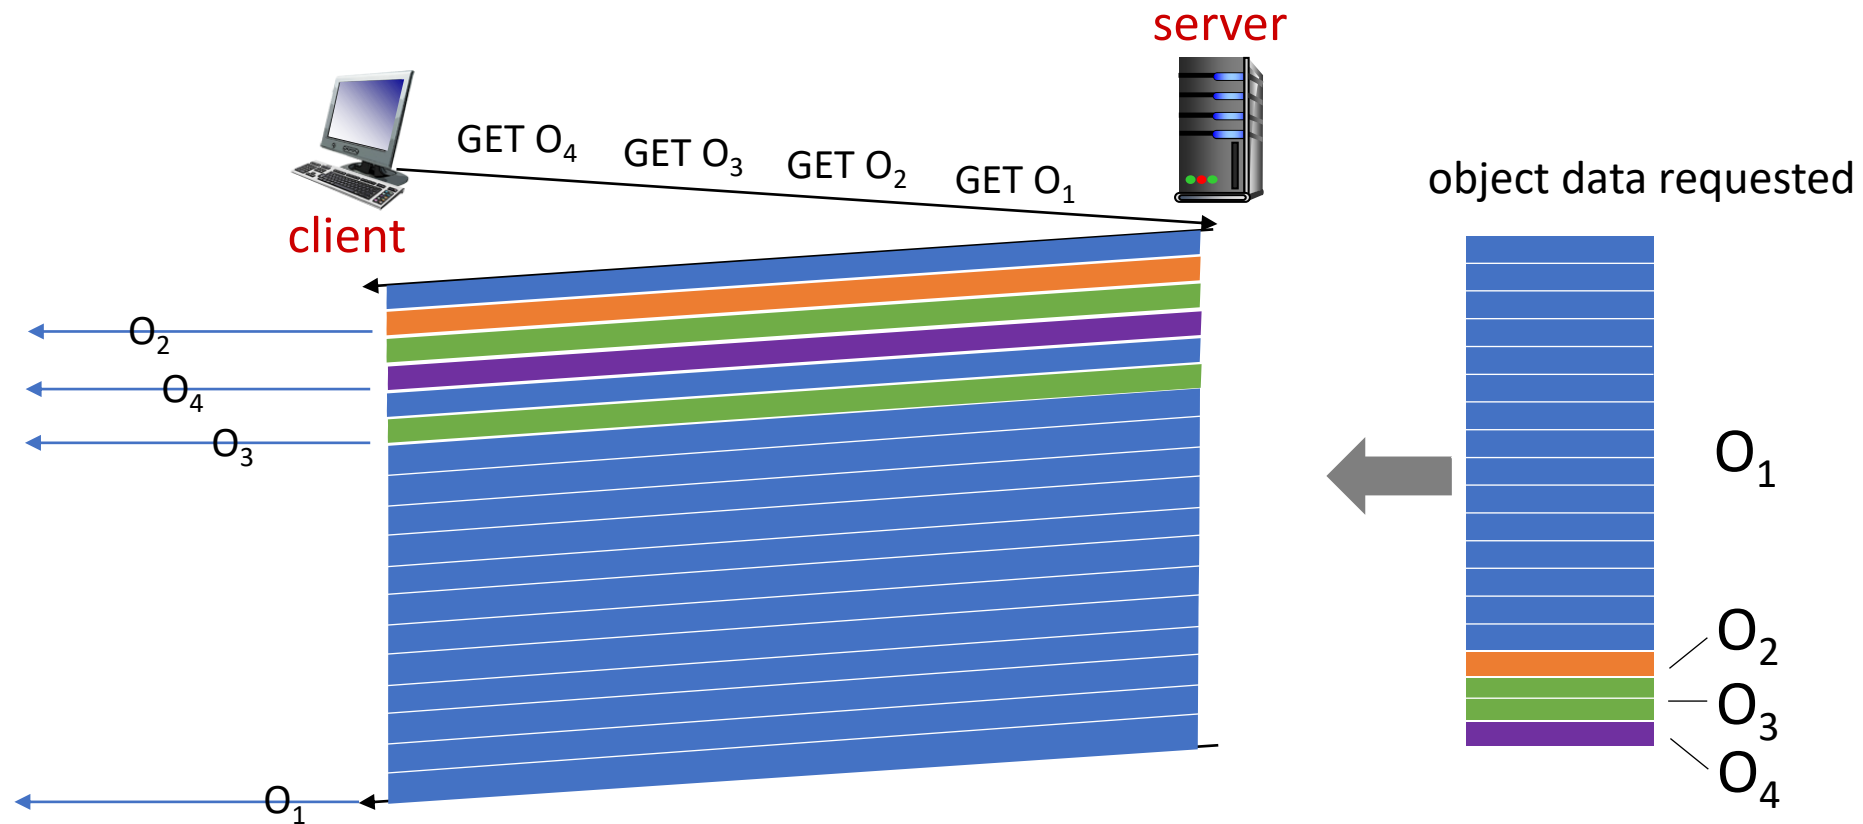 server
GET O₄
GET O₃
GET O₂
GET O₁
object data requested
client
O₂
O₄
O₃
O₁
O₂
O₃
O₄
O₁